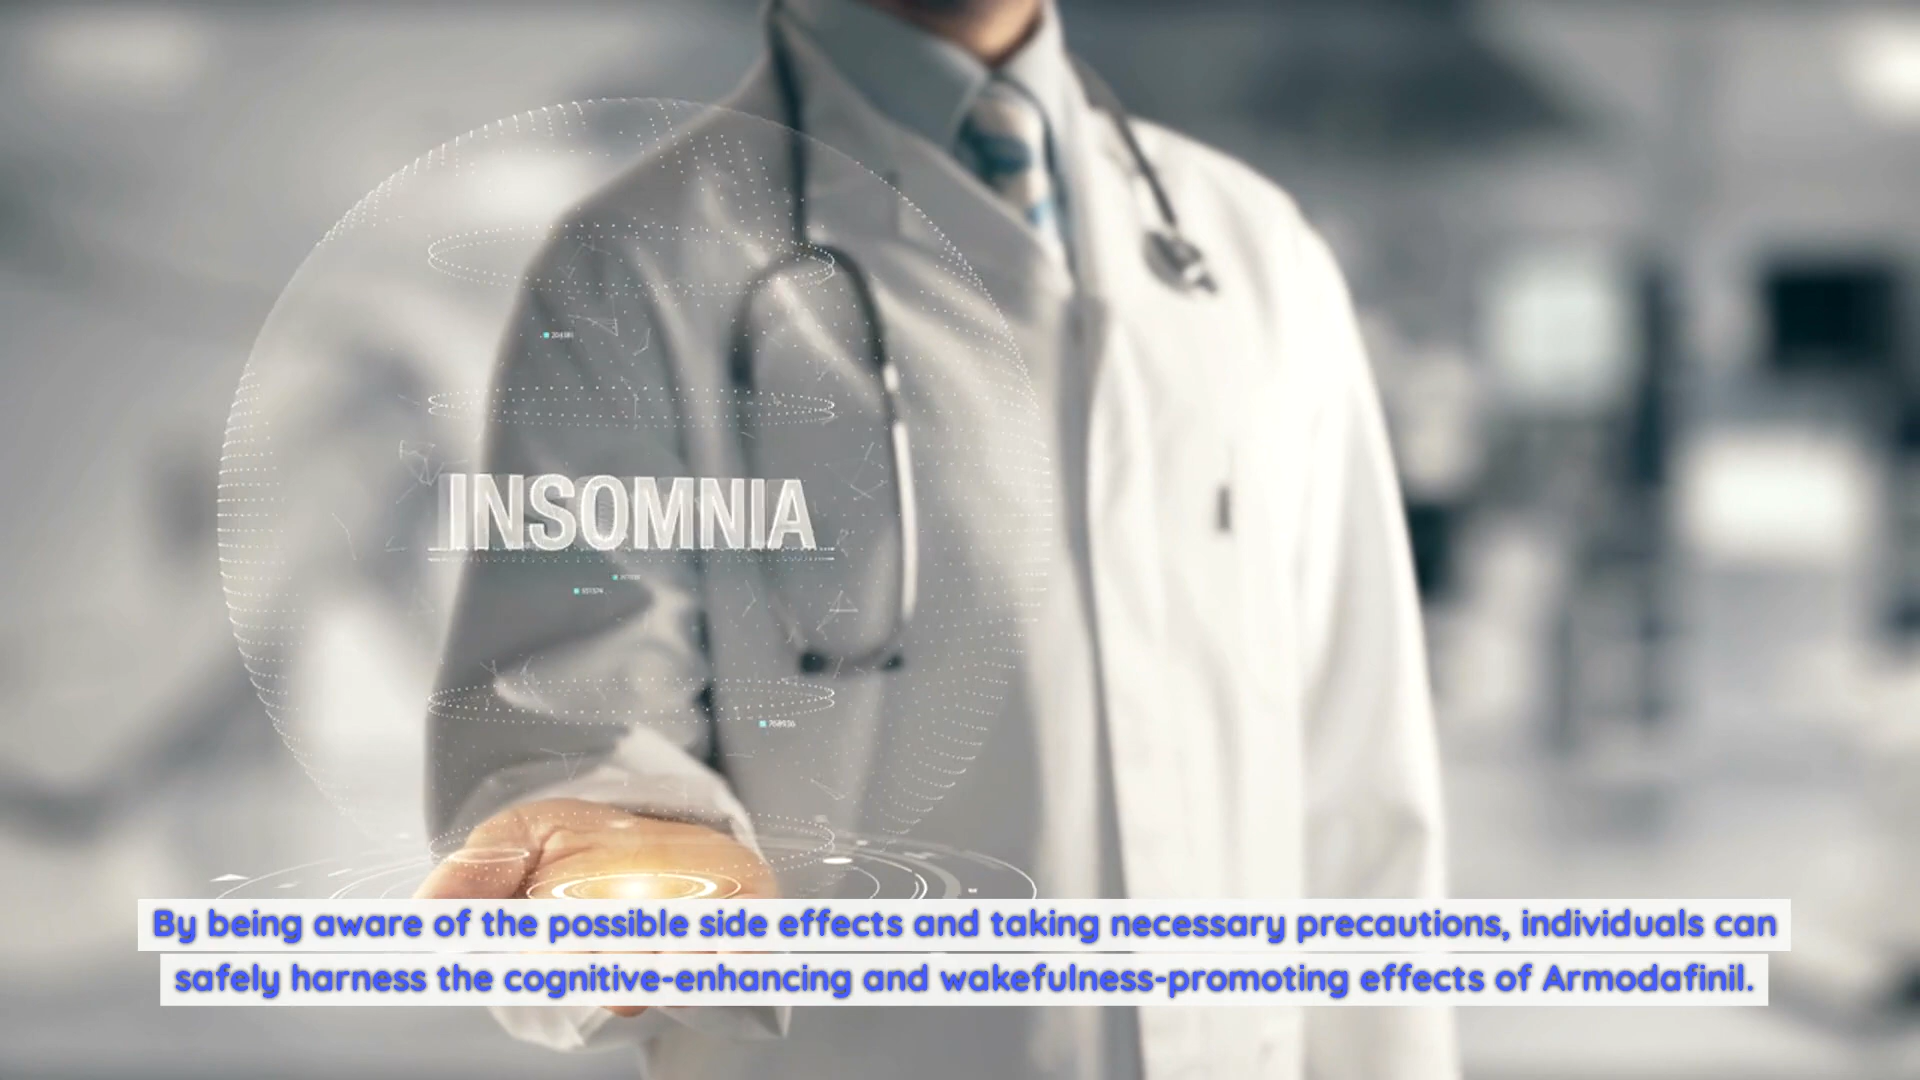 INSOMNIA
By being aware of the possible side effects and taking necessary precautions, individuals can
safely harness the cognitive-enhancing and wakefulness-promoting effects of Armodafinil.